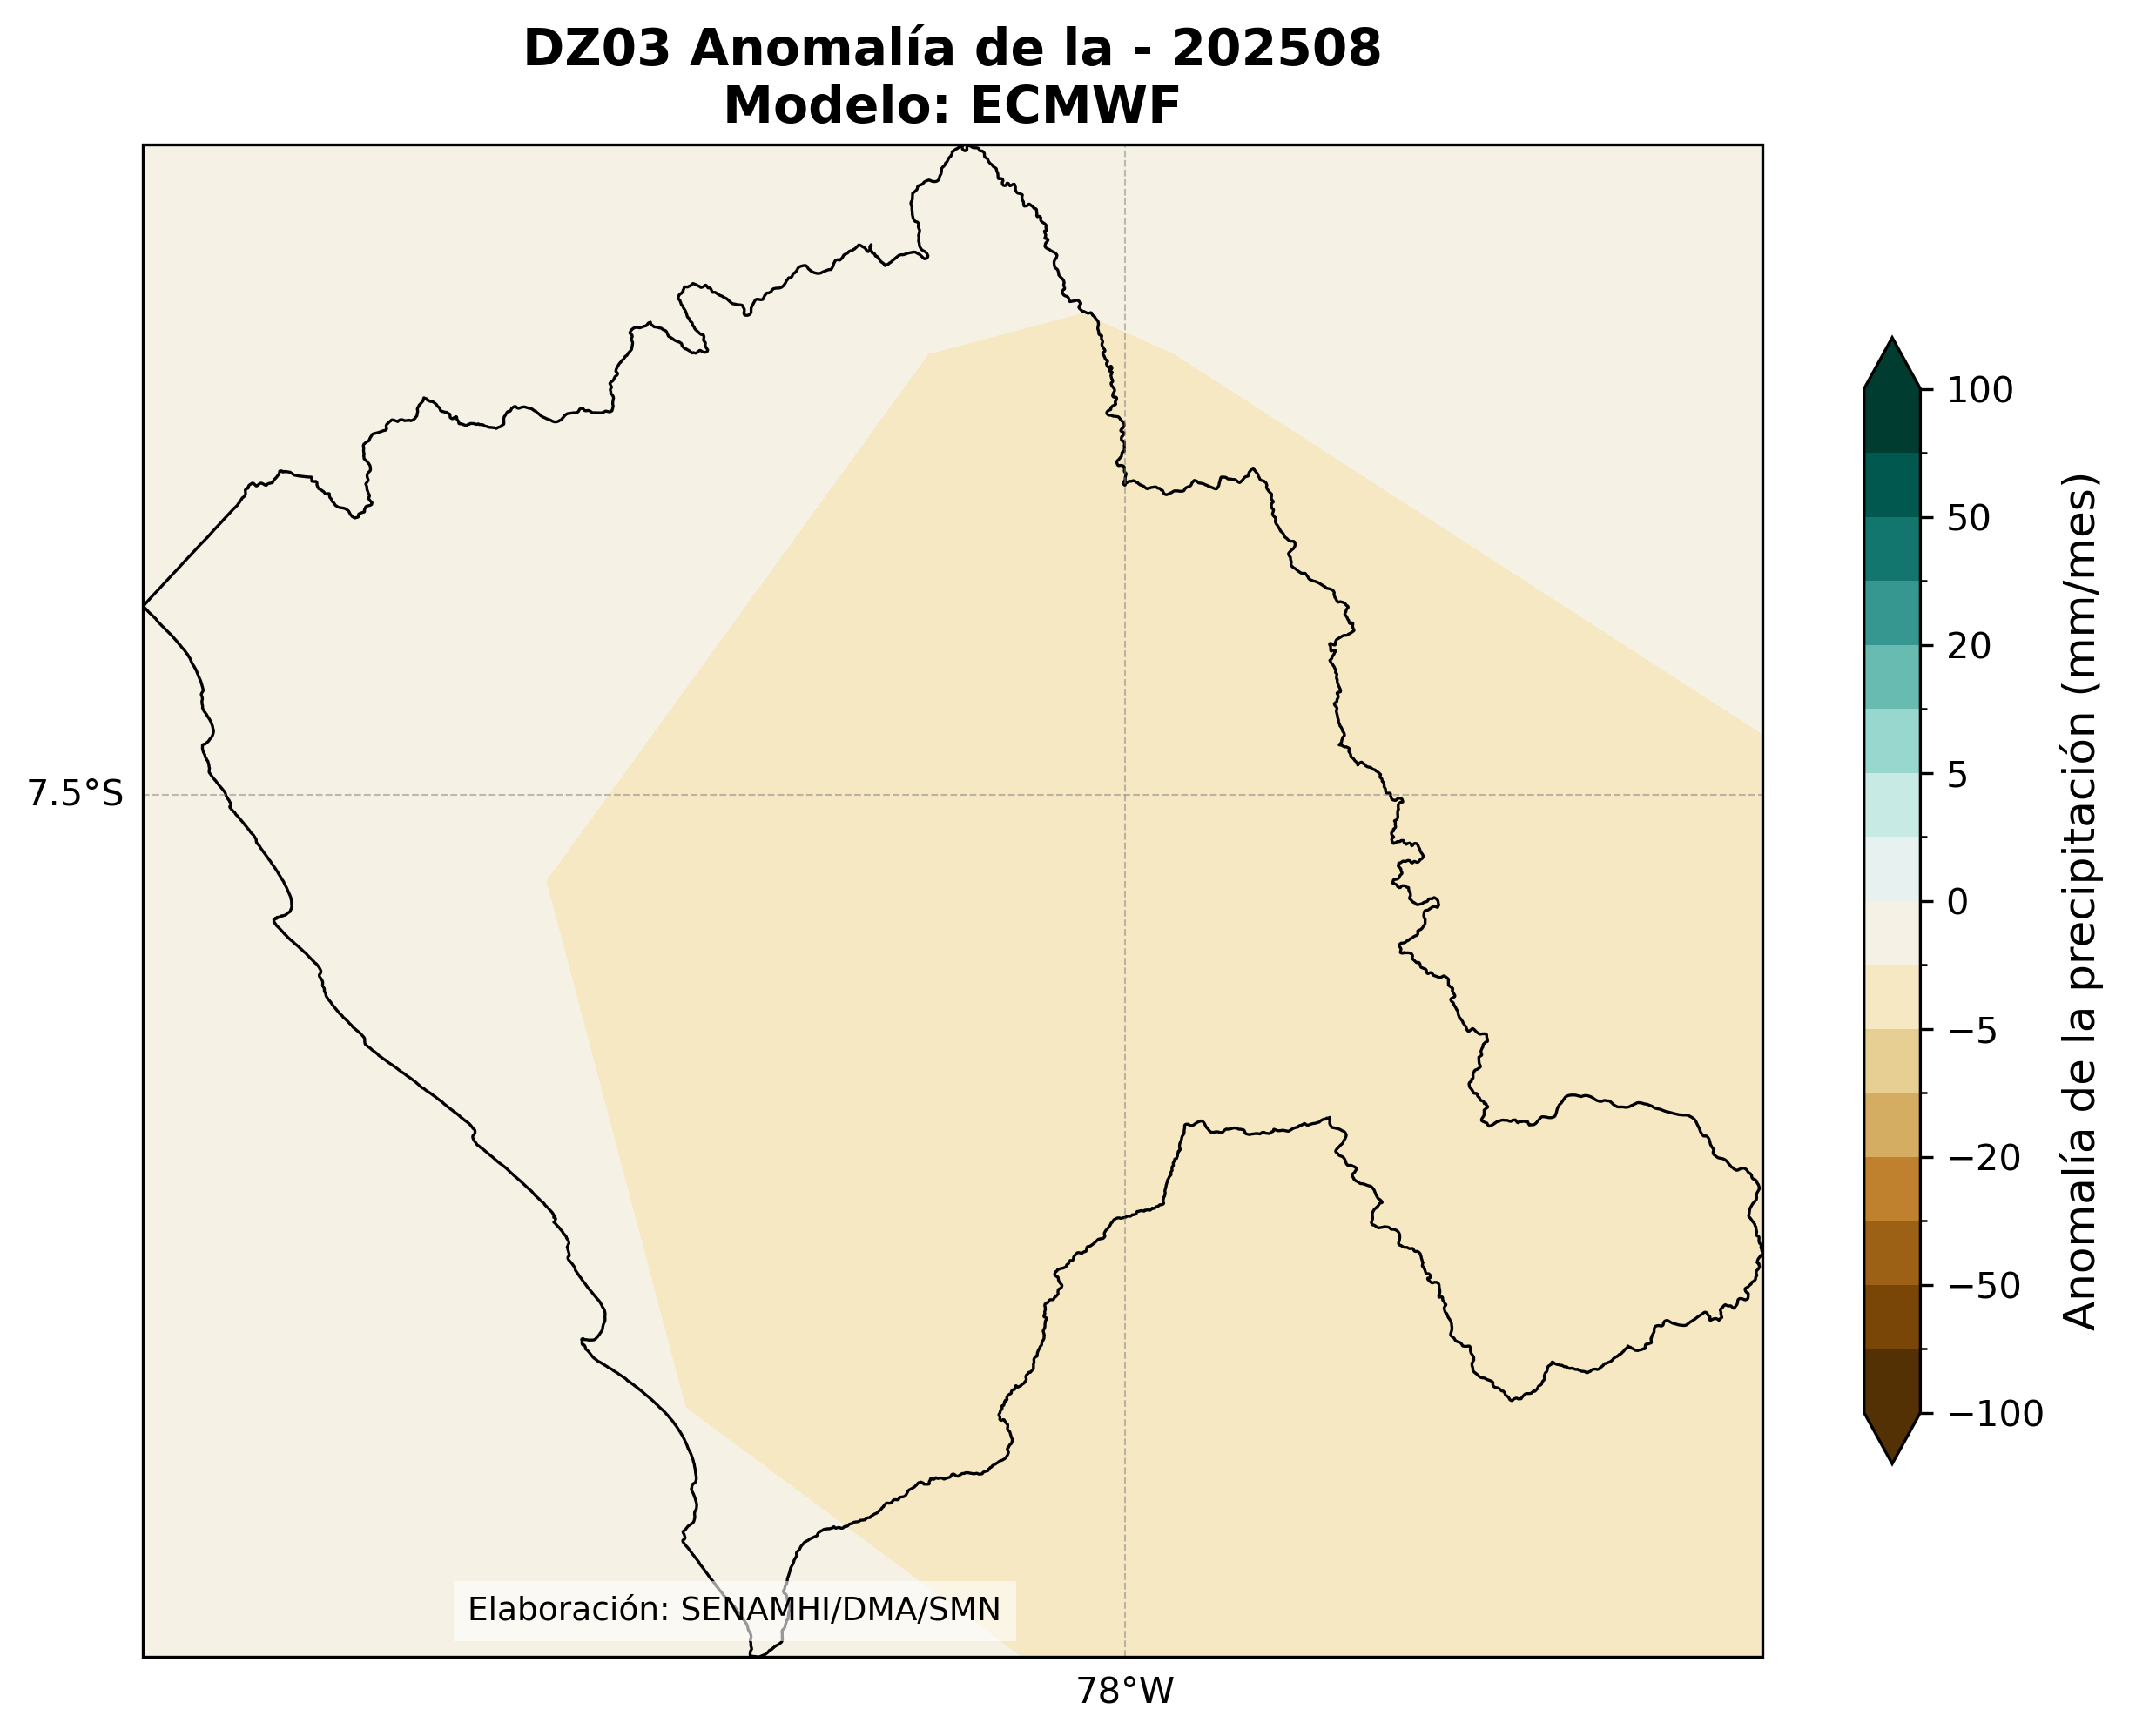 DZ03 Anomalía de la - 202508
Modelo: ECMWF
7.5°S
78°W
Elaboración: SENAMHI/DMA/SMN
100
50
20
5
0
−5
−20
−50
−100
Anomalía de la precipitación (mm/mes)